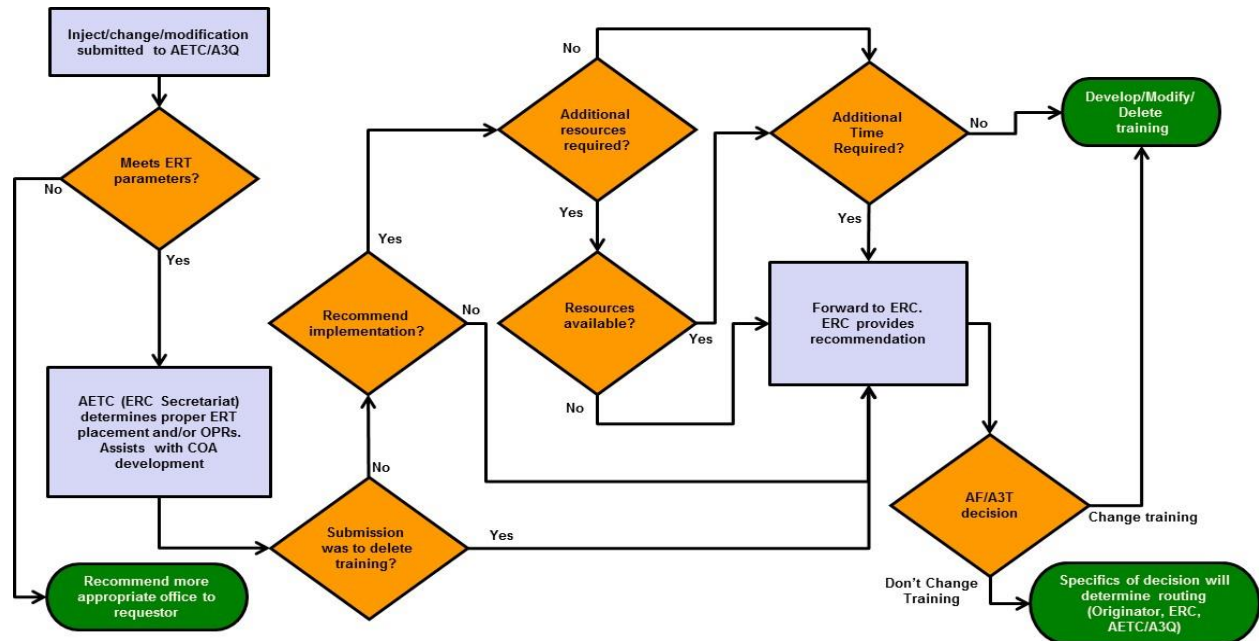 Inject/change/modification
submitted to AETC/A3Q
Meets ERT
parameters?
No
Yes
AETC (ERC Secretariat)
determines proper ERT
placement and/or OPRs.
Assists with COA
development
Recommend more
appropriate office to
requestor
Submission
was to delete
training?
No
Yes
Recommend
implementation?
Yes
No
Additional
resources
required?
No
Yes
Resources
available?
Yes
No
Additional
Time
Required?
No
Yes
Develop/Modify/
Delete
training
Forward to ERC.
ERC provides
recommendation
AF/A3T
decision
Change training
Don't Change
Training
Specifics of decision will
determine routing
(Originator, ERC,
AETC/A3Q)